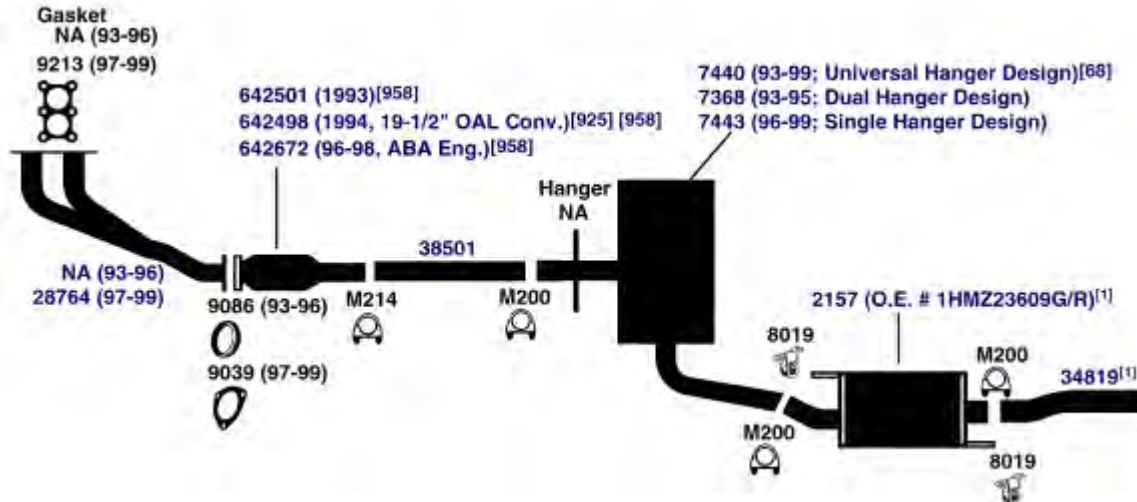 Gasket
NA (93-96)
9213 (97-99)
642501 (1993)[958]
642498 (1994, 19-1/2" OAL Conv.)[925] [958]
642672 (96-98, ABA Eng.)[958]
7440 (93-99; Universal Hanger Design)[68]
7368 (93-95; Dual Hanger Design)
7443 (96-99; Single Hanger Design)
Hanger
NA
38501
NA (93-96)
28764 (97-99)
9086 (93-96)
M214
M200
9039 (97-99)
2157 (O.E. # 1HMZ23609G/R)[1]
8019
M200
34819[1]
M200
8019